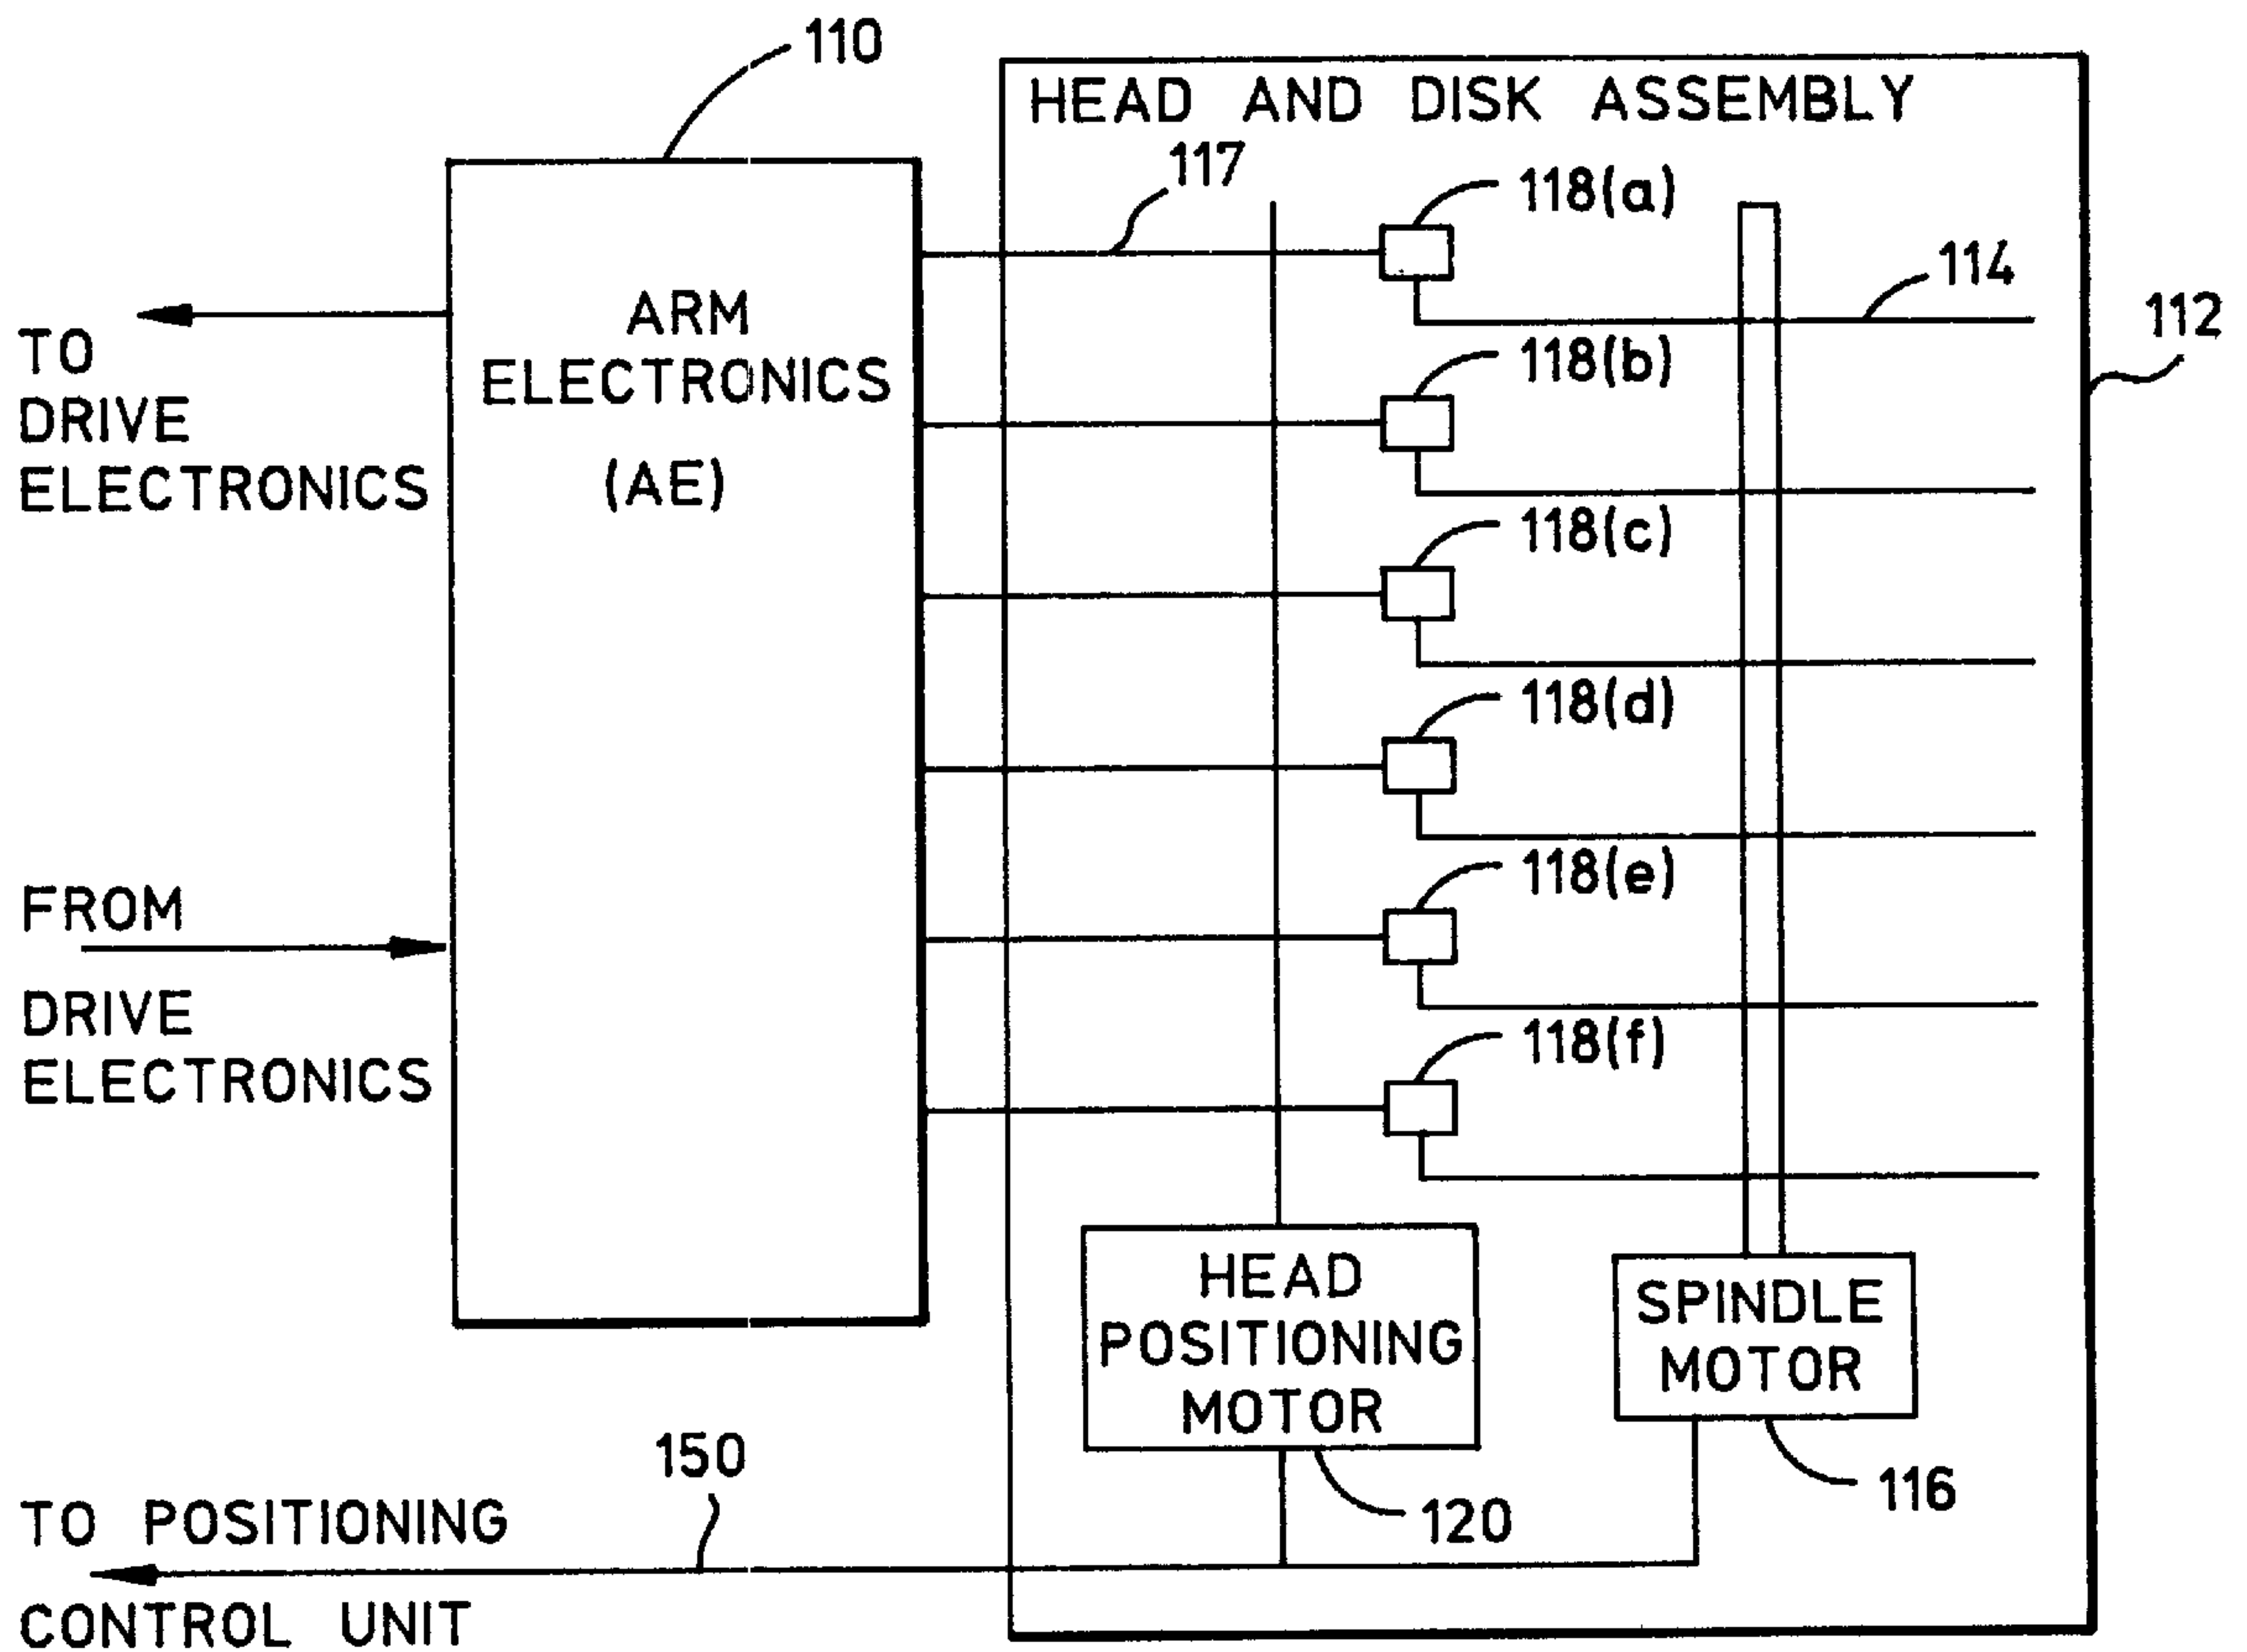 110
HEAD AND DISK ASSEMBLY
117
118(a)
114
112
ARM
ELECTRONICS
(AE)
TO
DRIVE
ELECTRONICS
118(b)
118(c)
118(d)
118(e)
118(f)
FROM
DRIVE
ELECTRONICS
HEAD
POSITIONING
MOTOR
SPINDLE
MOTOR
120
116
150
TO POSITIONING
CONTROL UNIT